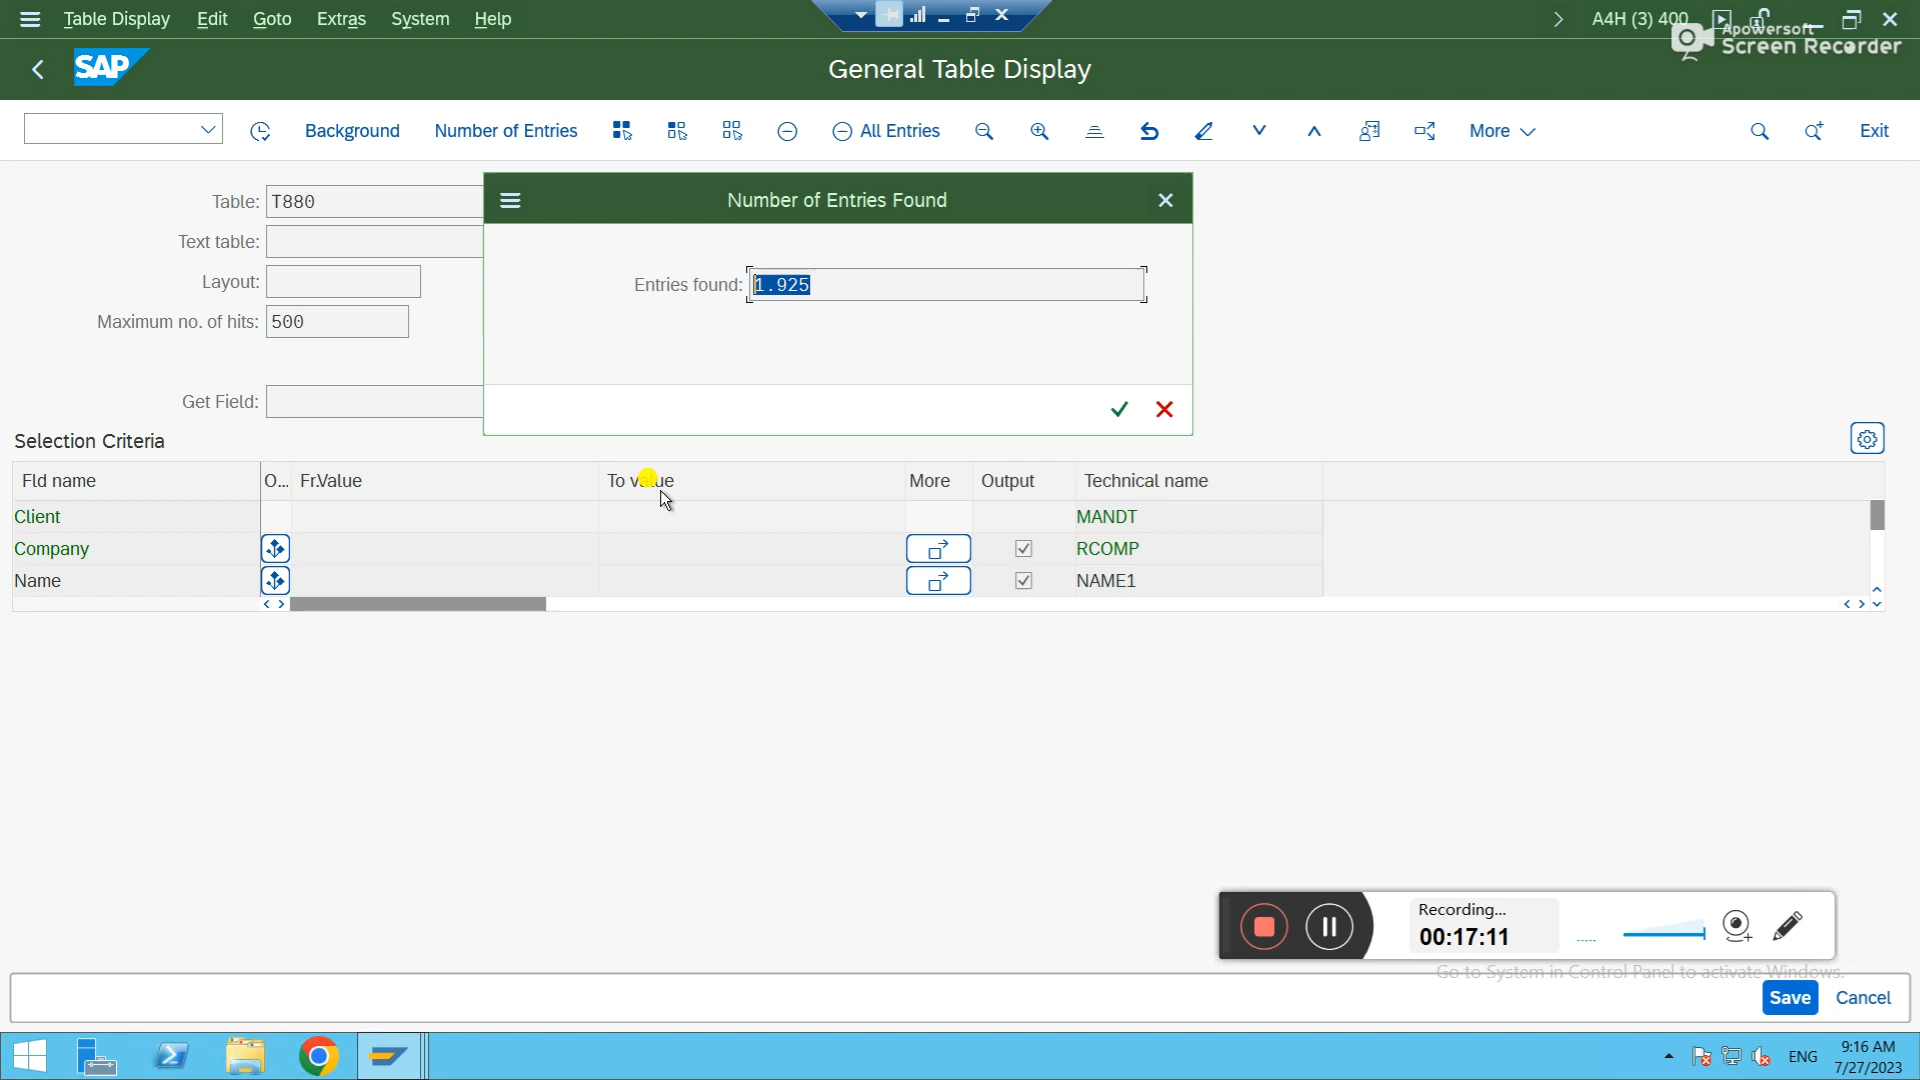 Table Display Edit Goto Extras System Help
A4H (3) 400
Apowersoft
Screen Recorder
SAP
General Table Display
Background Number of Entries All Entries More Exit
Table: T880
Number of Entries Found
Text table:
Layout:
Entries found: 1.925
Maximum no. of hits: 500
Get Field:
Selection Criteria
Fld name O... Fr.Value To value More Output Technical name
Client MANDT
Company RCOMP
Name NAME1
Recording...
00:17:11
Go to System in Control Panel to activate Windows.
Save Cancel
ENG
9:16 AM
7/27/2023